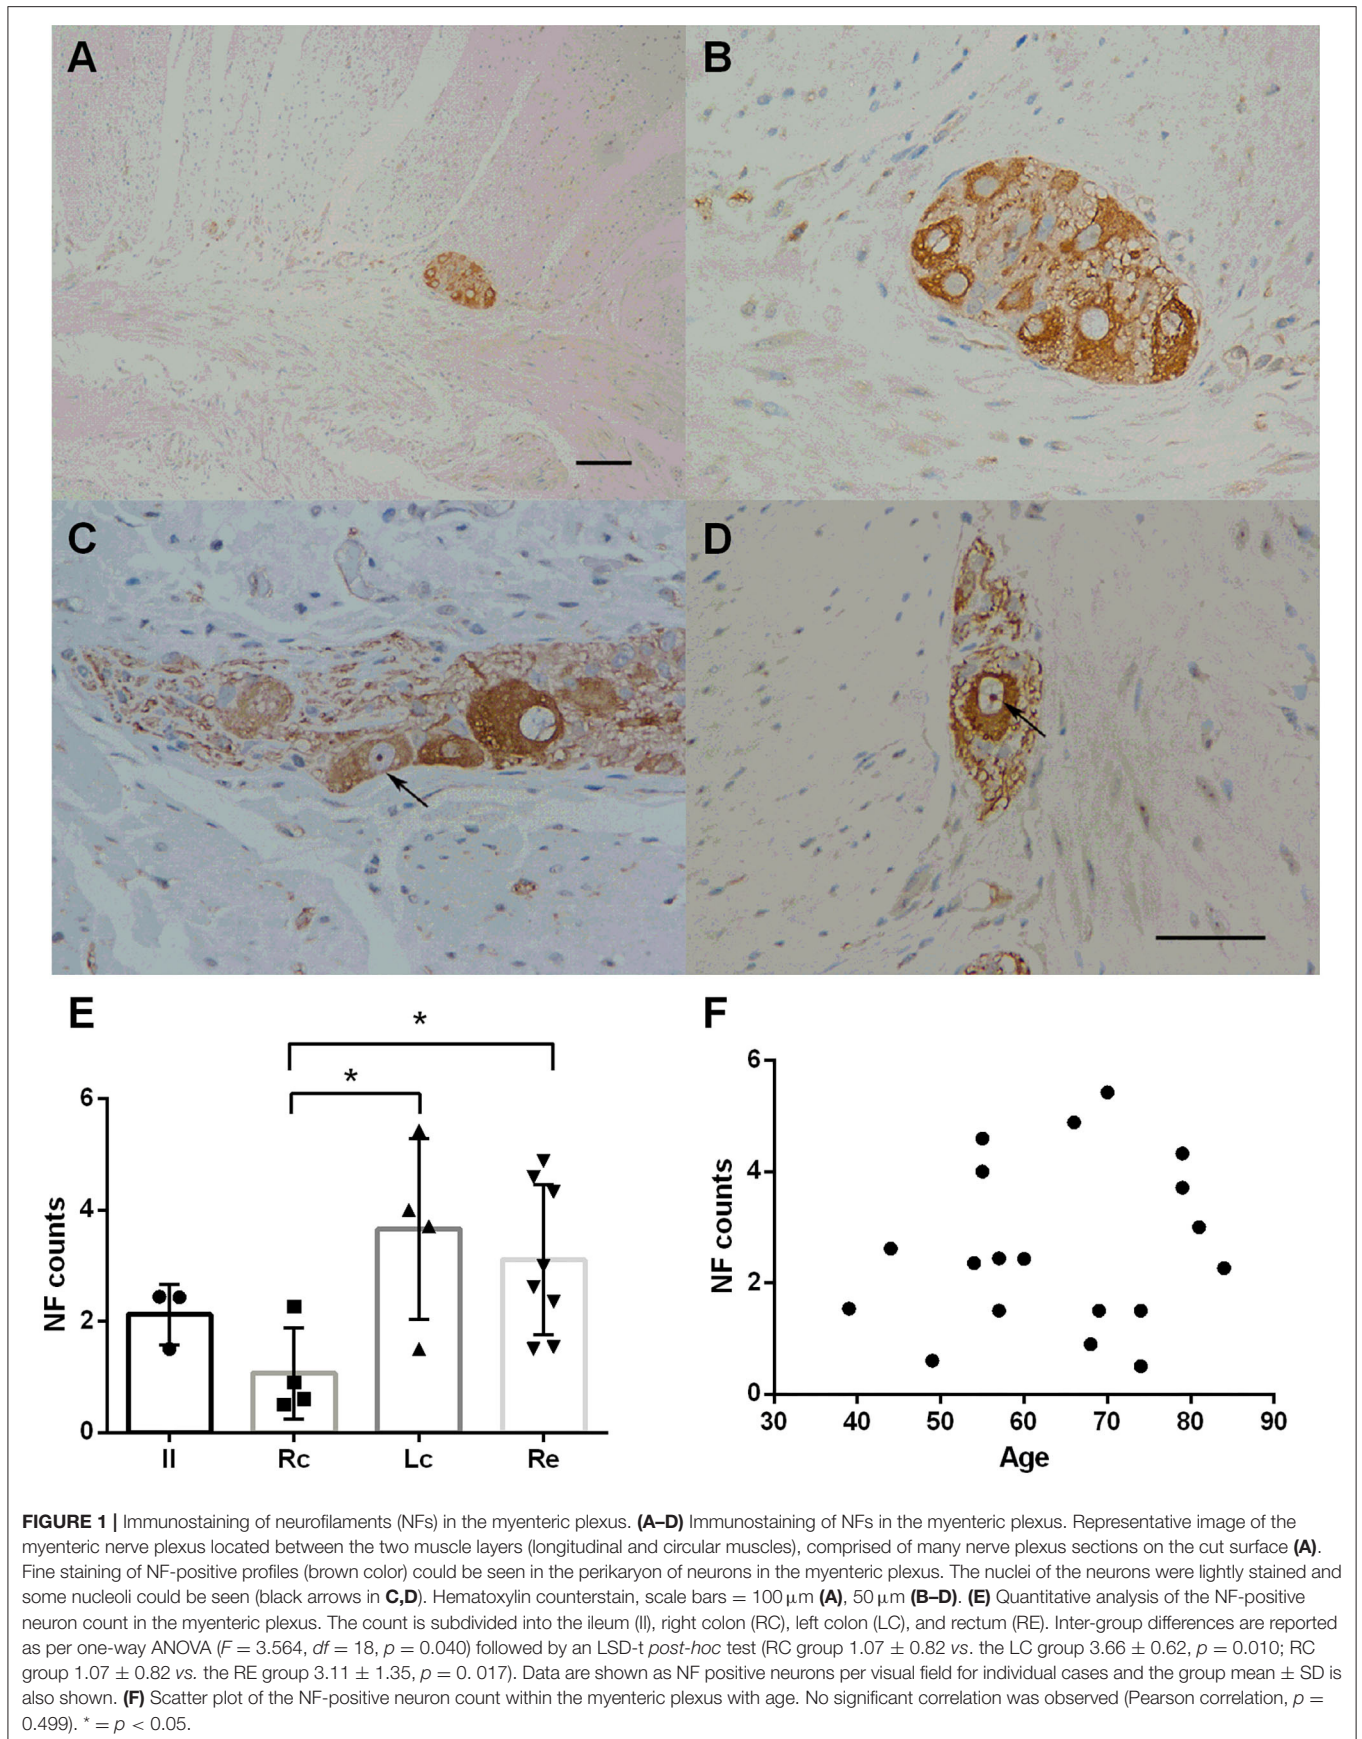 A
B
C
D
E
*
*
6
4
2
0
NF counts
Il
Rc
Lc
Re
F
6
4
2
0
NF counts
30
40
50
60
70
80
90
Age
FIGURE 1 | Immunostaining of neurofilaments (NFs) in the myenteric plexus. (A–D) Immunostaining of NFs in the myenteric plexus. Representative image of the
myenteric nerve plexus located between the two muscle layers (longitudinal and circular muscles), comprised of many nerve plexus sections on the cut surface (A).
Fine staining of NF-positive profiles (brown color) could be seen in the perikaryon of neurons in the myenteric plexus. The nuclei of the neurons were lightly stained and
some nucleoli could be seen (black arrows in C,D). Hematoxylin counterstain, scale bars = 100 μm (A), 50 μm (B–D). (E) Quantitative analysis of the NF-positive
neuron count in the myenteric plexus. The count is subdivided into the ileum (Il), right colon (RC), left colon (LC), and rectum (RE). Inter-group differences are reported
as per one-way ANOVA (F = 3.564, df = 18, p = 0.040) followed by an LSD-t post-hoc test (RC group 1.07 ± 0.82 vs. the LC group 3.66 ± 0.62, p = 0.010; RC
group 1.07 ± 0.82 vs. the RE group 3.11 ± 1.35, p = 0. 017). Data are shown as NF positive neurons per visual field for individual cases and the group mean ± SD is
also shown. (F) Scatter plot of the NF-positive neuron count within the myenteric plexus with age. No significant correlation was observed (Pearson correlation, p =
0.499). * = p < 0.05.